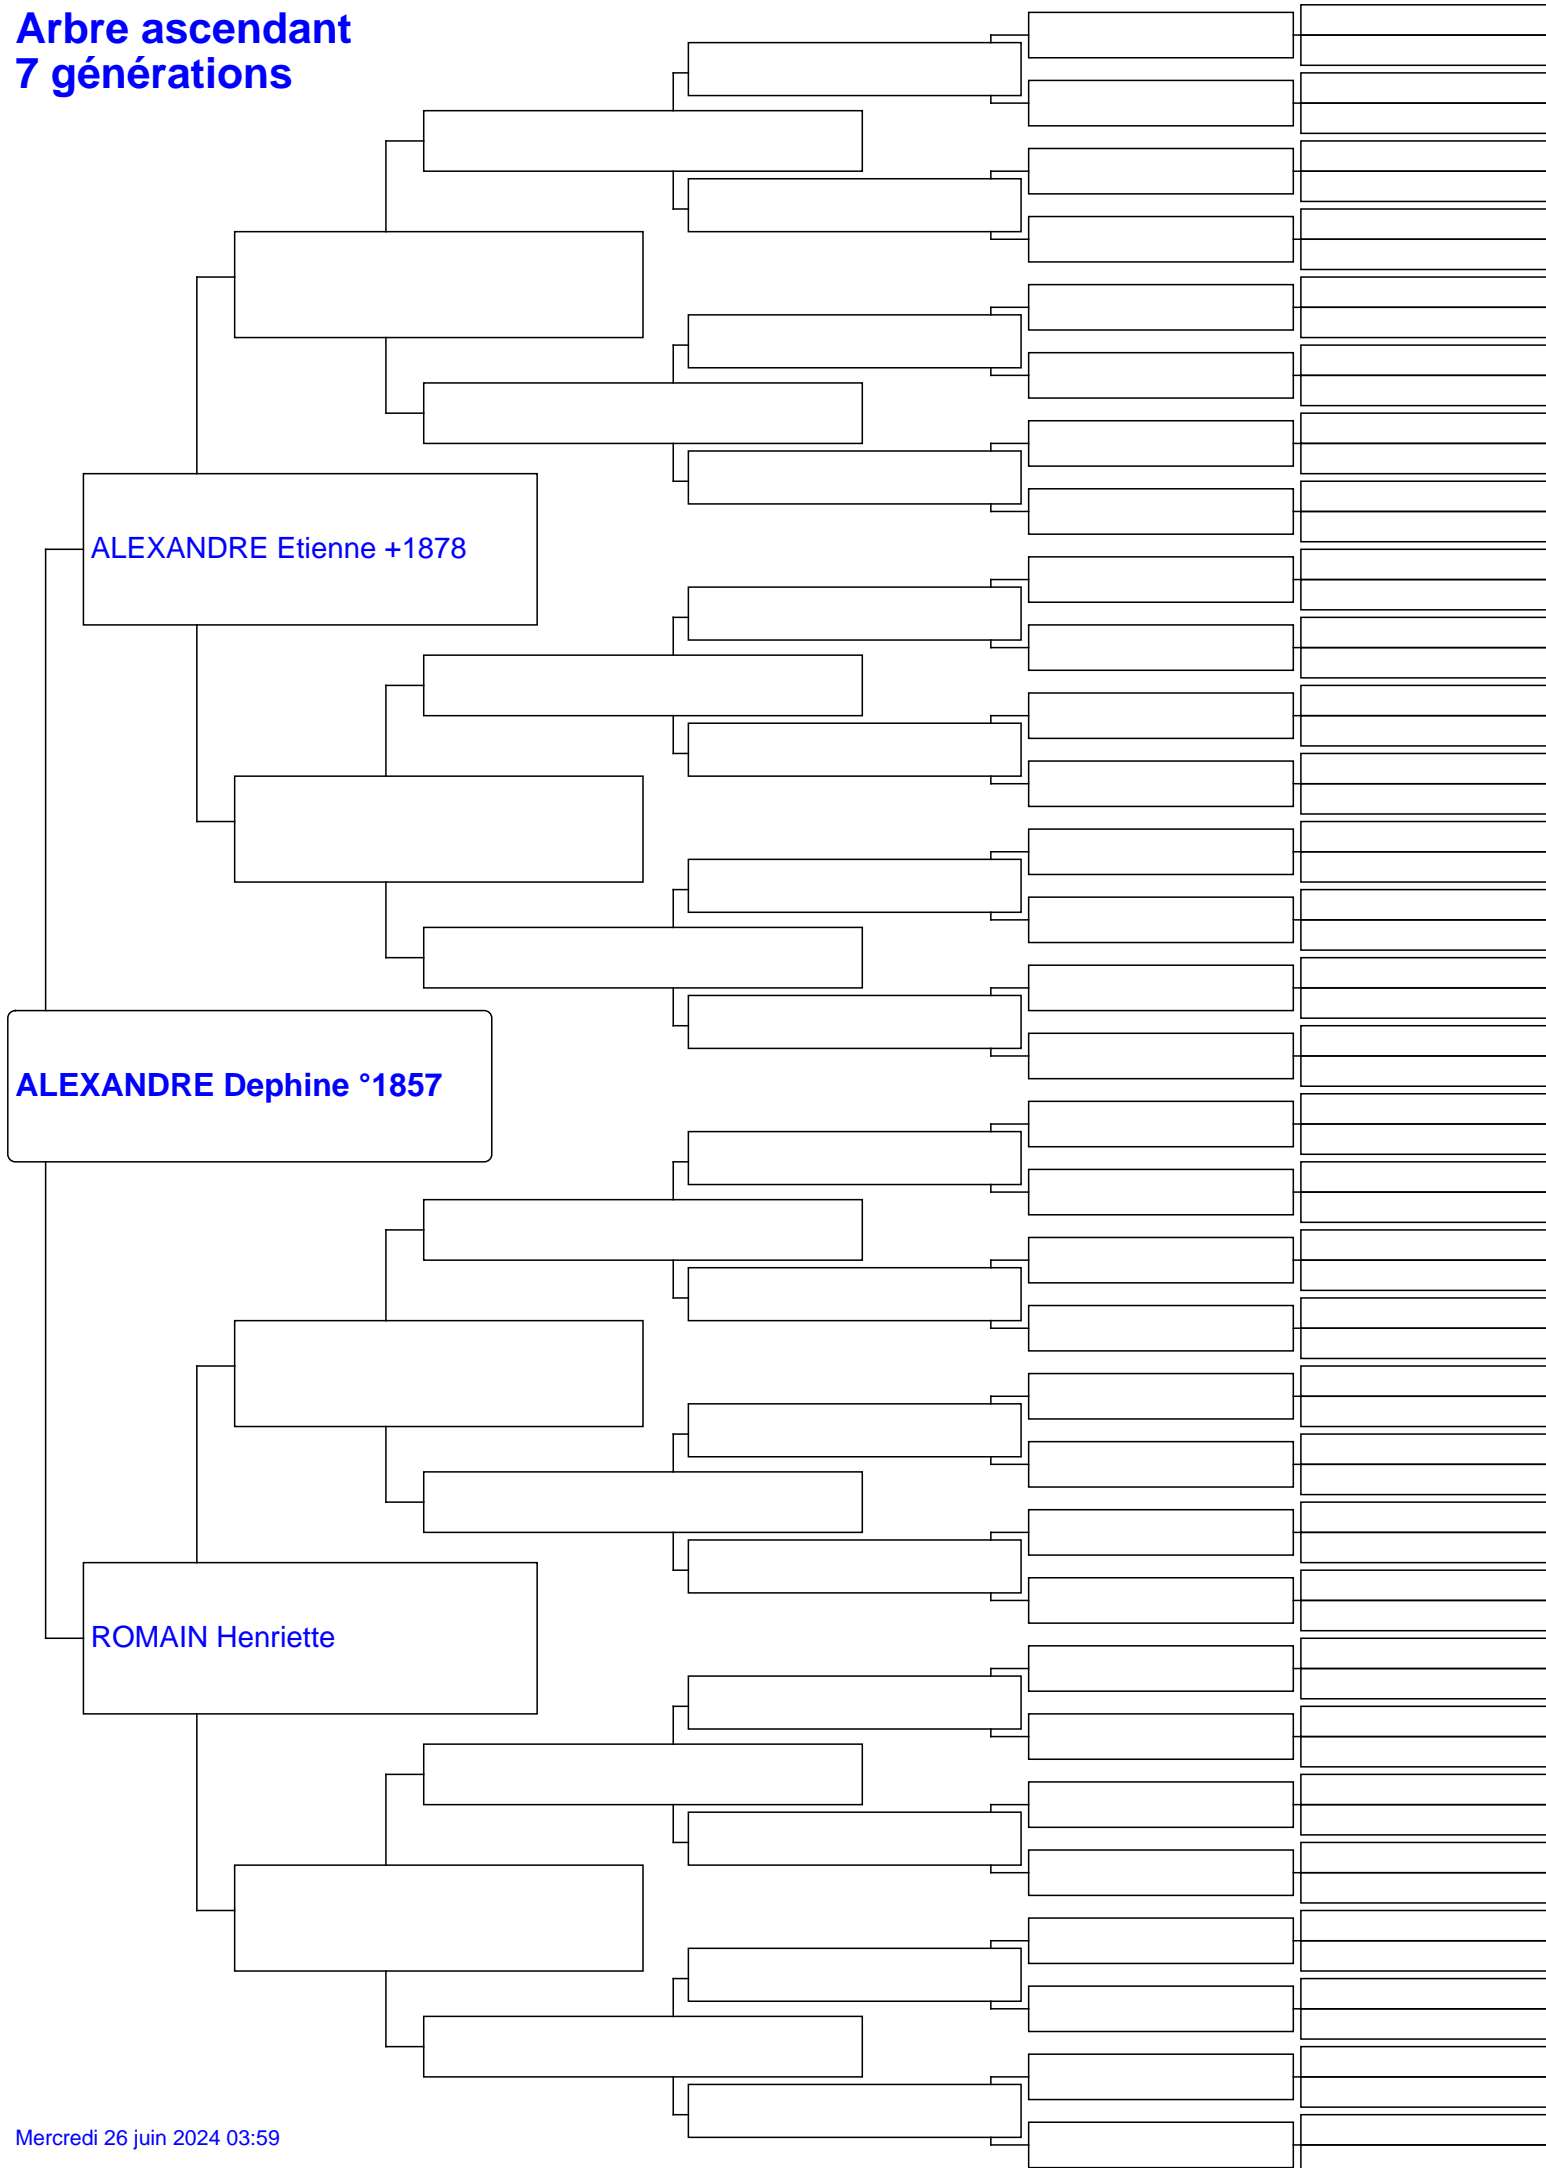 Arbre ascendant
7 générations
ALEXANDRE Etienne +1878
ALEXANDRE Dephine °1857
ROMAIN Henriette
Mercredi 26 juin 2024 03:59